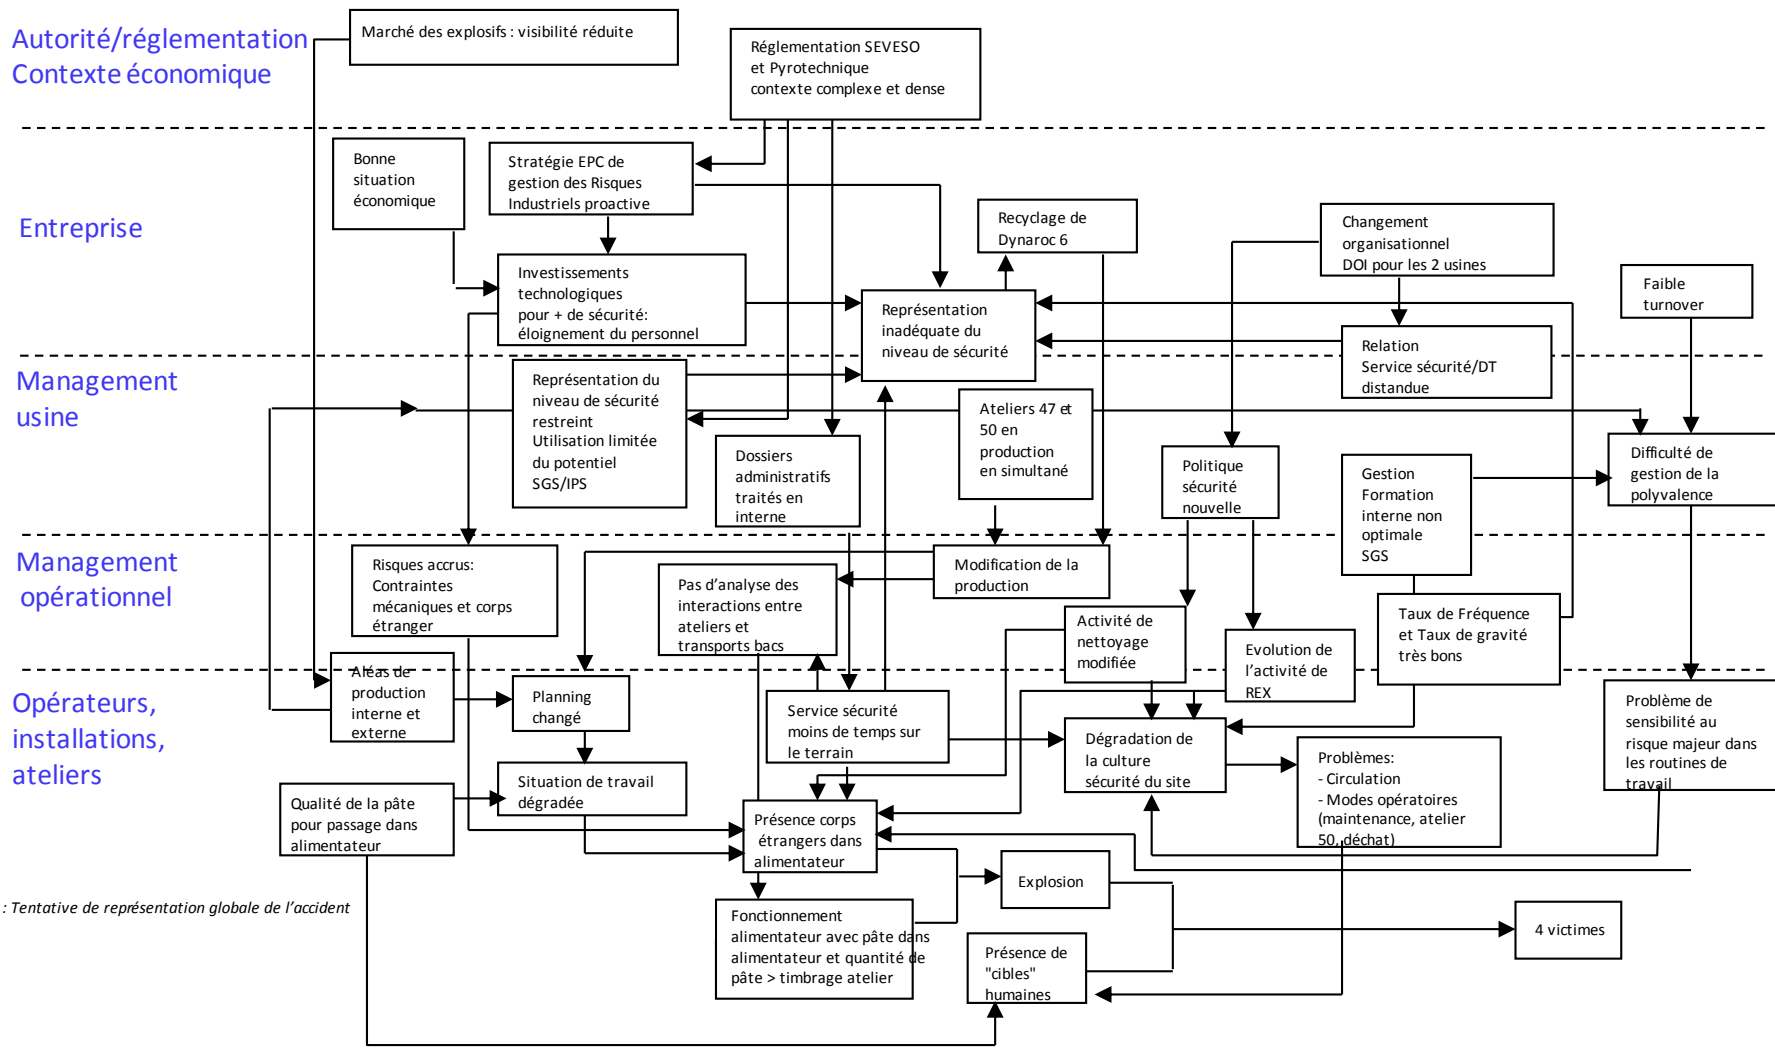 Autorité/réglementation
Contexte économique
Marché des explosifs : visibilité réduite
Réglementation SEVESO
et Pyrotechnique
contexte complexe et dense
Entreprise
Bonne
situation
économique
Stratégie EPC de
gestion des Risques
Industriels proactive
Recyclage de
Dynaroc 6
Changement
organisationnel
DOI pour les 2 usines
Investissements
technologiques
pour + de sécurité:
éloignement du personnel
Représentation
inadéquate du
niveau de sécurité
Faible
turnover
Relation
Service sécurité/DT
distandue
Management
usine
Représentation du
niveau de sécurité
restreint
Utilisation limitée
du potentiel
SGS/IPS
Dossiers
administratifs
traités en
interne
Ateliers 47 et
50 en
production
en simultané
Politique
sécurité
nouvelle
Gestion
Formation
interne non
optimale
SGS
Difficulté de
gestion de la
polyvalence
Management
opérationnel
Risques accrus:
Contraintes
mécaniques et corps
étranger
Pas d’analyse des
interactions entre
ateliers et
transports bacs
Modification de la
production
Activité de
nettoyage
modifiée
Evolution de
l’activité de
REX
Taux de Fréquence
et Taux de gravité
très bons
Opérateurs,
installations,
ateliers
Aléas de
production
interne et
externe
Planning
changé
Service sécurité
moins de temps sur
le terrain
Dégradation de
la culture
sécurité du site
Problèmes:
- Circulation
- Modes opératoires
(maintenance, atelier
50, déchat)
Problème de
sensibilité au
risque majeur dans
les routines de
travail
Situation de travail
dégradée
Qualité de la pâte
pour passage dans
alimentateur
Présence corps
étrangers dans
alimentateur
Explosion
: Tentative de représentation globale de l’accident
Fonctionnement
alimentateur avec pâte dans
alimentateur et quantité de
pâte > timbrage atelier
Présence de
"cibles"
humaines
4 victimes